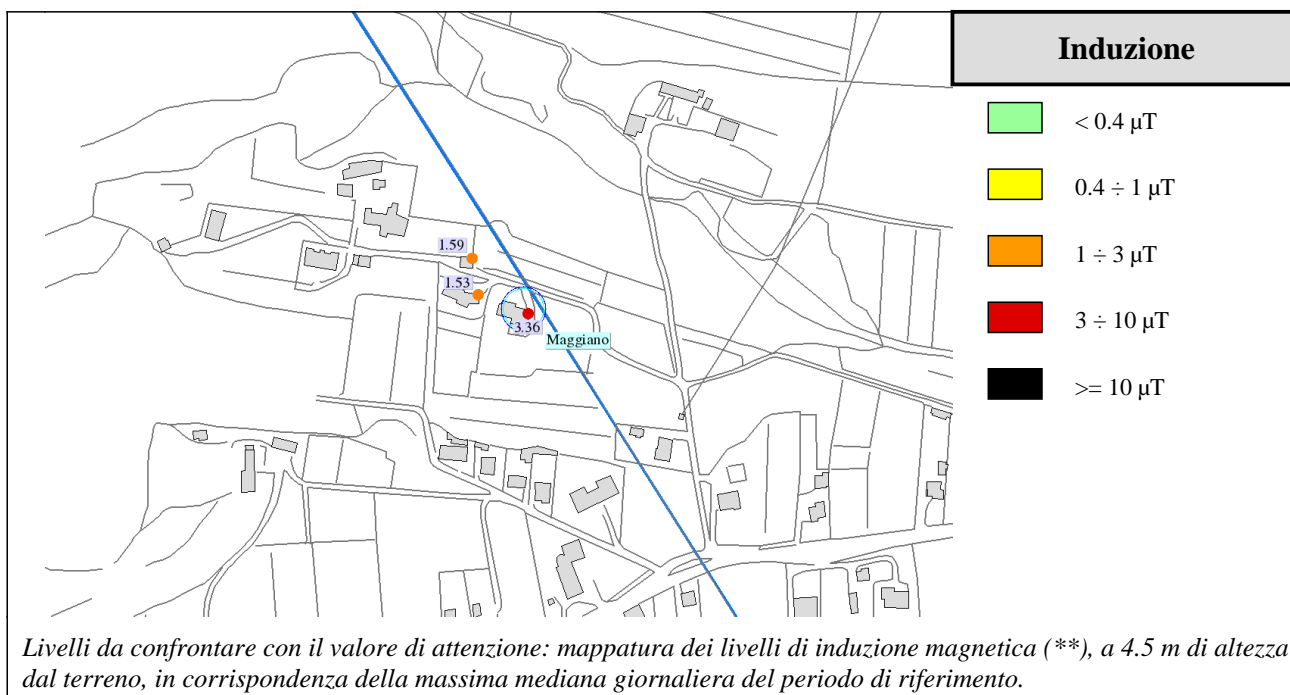 Induzione
< 0.4 µT
0.4 ÷ 1 µT
1 ÷ 3 µT
3 ÷ 10 µT
>= 10 µT
1.59
1.53
3.36
Maggiano
Livelli da confrontare con il valore di attenzione: mappatura dei livelli di induzione magnetica (**), a 4.5 m di altezza
dal terreno, in corrispondenza della massima mediana giornaliera del periodo di riferimento.